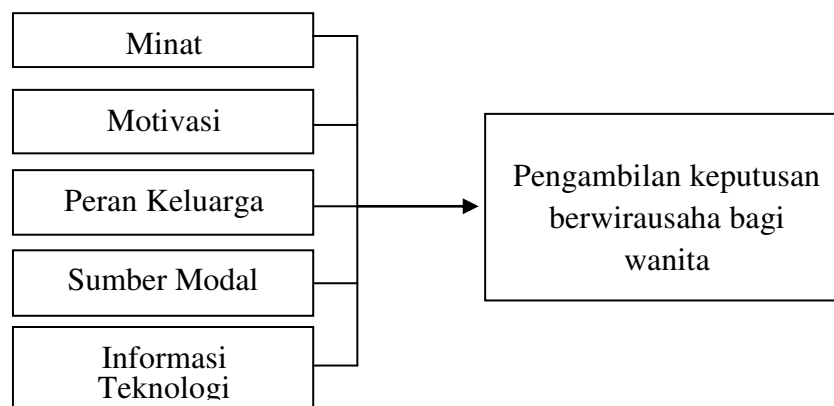 Minat
Motivasi
Peran Keluarga
Sumber Modal
Informasi
Teknologi
Pengambilan keputusan
berwirausaha bagi
wanita